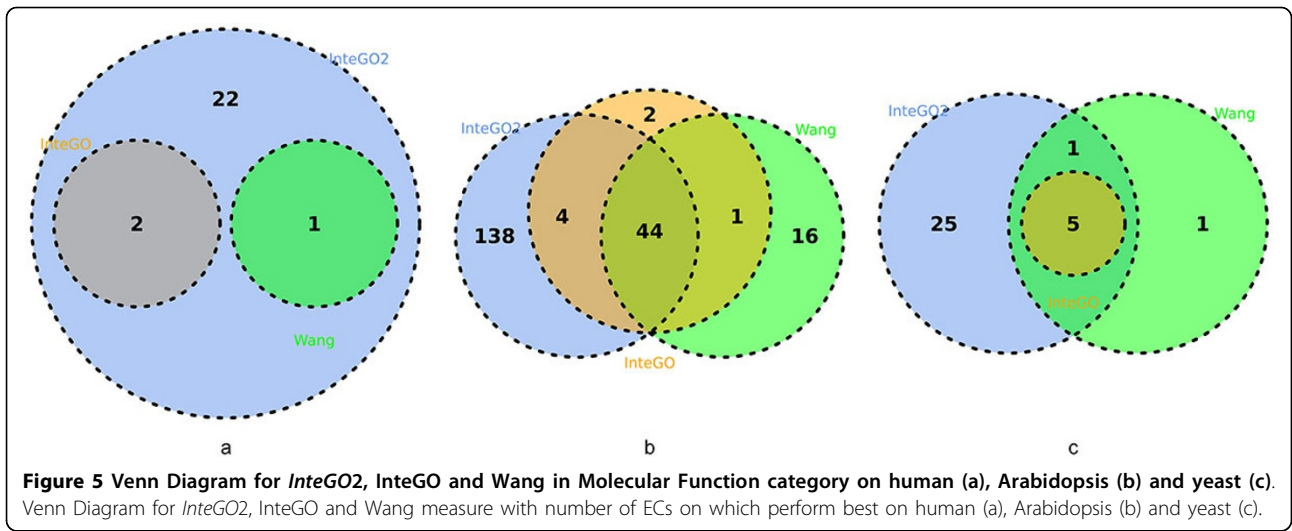 InteGO2
22
InteGO
2
1
Wang
a
InteGO2
2
Wang
138
4
44
1
16
InteGO
b
InteGO2
Wang
1
25
5
1
InteGO
c
Figure 5 Venn Diagram for InteGO2, InteGO and Wang in Molecular Function category on human (a), Arabidopsis (b) and yeast (c).
Venn Diagram for InteGO2, InteGO and Wang measure with number of ECs on which perform best on human (a), Arabidopsis (b) and yeast (c).